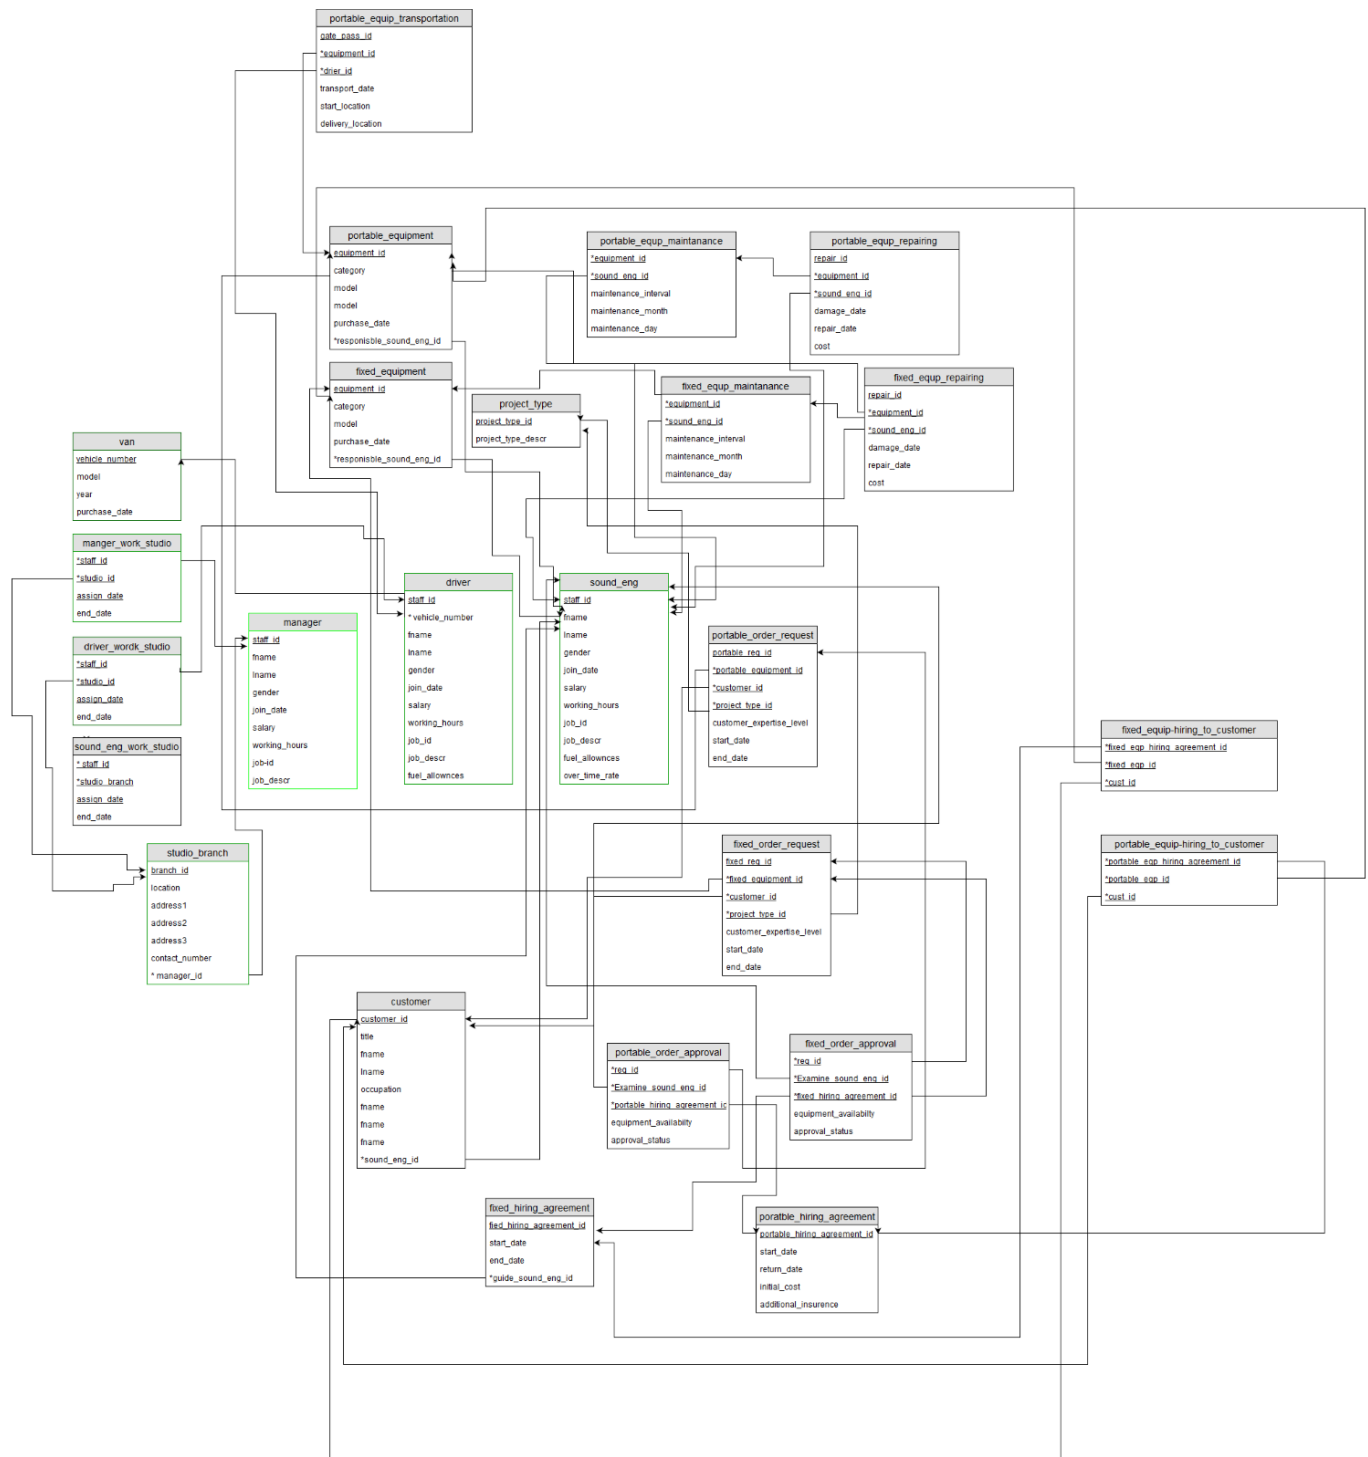 portable_equip_transportation
gate_pass_id
*equipment_id
*drier_id
transport_date
start_location
delivery_location
portable_equipment
equipment_id
category
model
model
purchase_date
*responisble_sound_eng_id
portable_equp_maintanance
*equipment_id
*sound_eng_id
maintenance_interval
maintenance_month
maintenance_day
portable_equp_repairing
repair_id
*equipment_id
*sound_eng_id
damage_date
repair_date
cost
fixed_equipment
equipment_id
category
model
purchase_date
*responisble_sound_eng_id
project_type
project_type_id
project_type_descr
fixed_equp_maintanance
*equipment_id
*sound_eng_id
maintenance_interval
maintenance_month
maintenance_day
fixed_equp_repairing
repair_id
*equipment_id
*sound_eng_id
damage_date
repair_date
cost
van
vehicle_number
model
year
purchase_date
manger_work_studio
*staff_id
*studio_id
assign_date
end_date
driver_wordk_studio
*staff_id
*studio_id
assign_date
end_date
sound_eng_work_studio
* staff_id
*studio_branch
assign_date
end_date
manager
staff_id
fname
lname
gender
join_date
salary
working_hours
job-id
job_descr
driver
staff_id
* vehicle_number
fname
lname
gender
join_date
salary
working_hours
job_id
job_descr
fuel_allownces
sound_eng
staff_id
fname
lname
gender
join_date
salary
working_hours
job_id
job_descr
fuel_allownces
over_time_rate
portable_order_request
portable_req_id
*portable_equipment_id
*customer_id
*project_type_id
customer_expertise_level
start_date
end_date
fixed_equip-hiring_to_customer
*fixed_eqp_hiring_agreement_id
*fixed_eqp_id
*cust_id
studio_branch
branch_id
location
address1
address2
address3
contact_number
* manager_id
fixed_order_request
fixed_req_id
*fixed_equipment_id
*customer_id
*project_type_id
customer_expertise_level
start_date
end_date
portable_equip-hiring_to_customer
*portable_eqp_hiring_agreement_id
*portable_eqp_id
*cust_id
customer
customer_id
title
fname
lname
occupation
fname
fname
fname
*sound_eng_id
portable_order_approval
*req_id
*Examine_sound_eng_id
*portable_hiring_agreement_id
equipment_availabilty
approval_status
fixed_order_approval
*req_id
*Examine_sound_eng_id
*fixed_hiring_agreement_id
equipment_availabilty
approval_status
fixed_hiring_agreement
fied_hiring_agreement_id
start_date
end_date
*guide_sound_eng_id
poratble_hiring_agreement
portable_hiring_agreement_id
start_date
return_date
initial_cost
additional_insurence